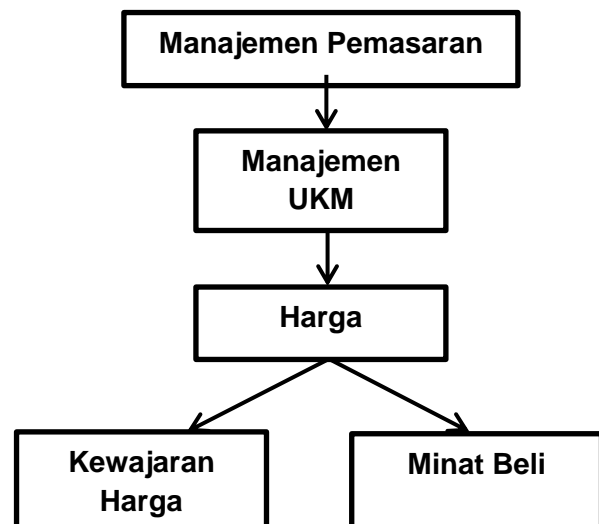 Manajemen Pemasaran
Manajemen
UKM
Harga
Kewajaran
Harga
Minat Beli